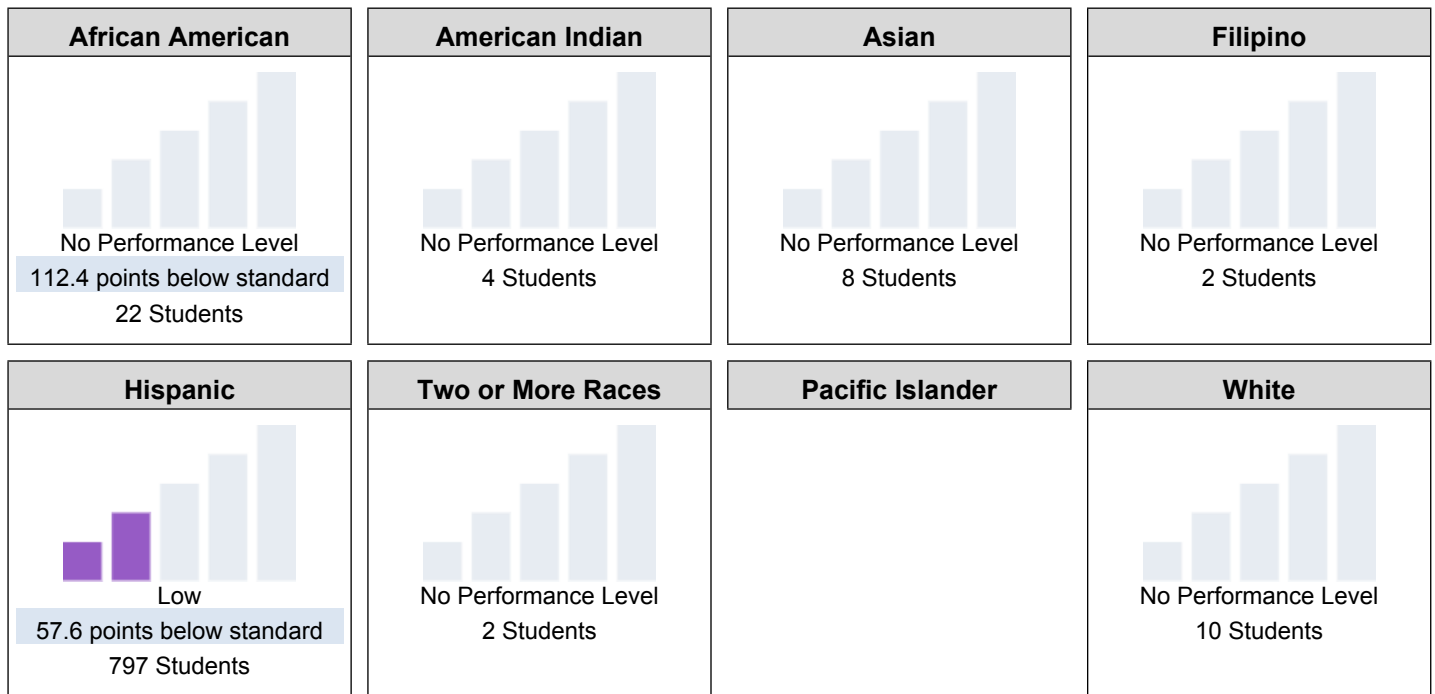 African American
No Performance Level
112.4 points below standard
22 Students
American Indian
No Performance Level
4 Students
Asian
No Performance Level
8 Students
Filipino
No Performance Level
2 Students
Hispanic
Low
57.6 points below standard
797 Students
Two or More Races
No Performance Level
2 Students
Pacific Islander
White
No Performance Level
10 Students